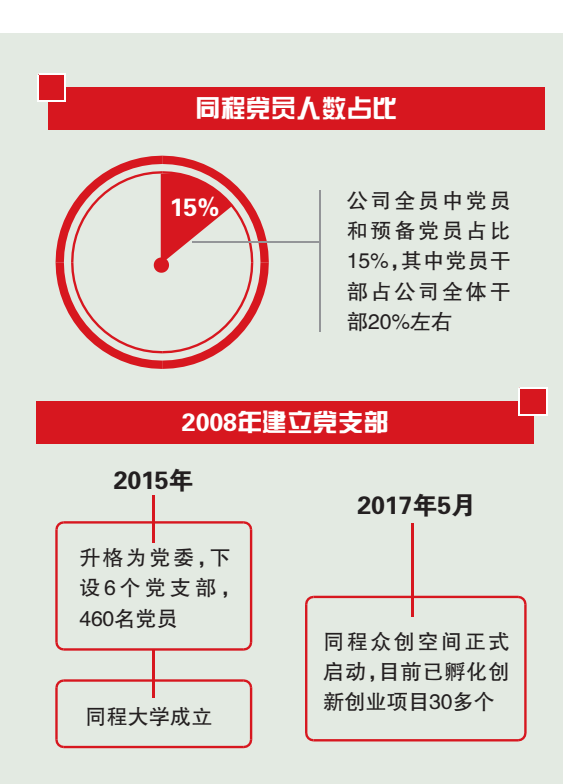 同程党员人数占比
15%
公司全员中党员
和预备党员占比
15%,其中党员干
部占公司全体干
部20%左右
2008年建立党支部
2015年
升格为党委,下
设6个党支部,
460名党员
同程大学成立
2017年5月
同程众创空间正式
启动,目前已孵化创
新创业项目30多个